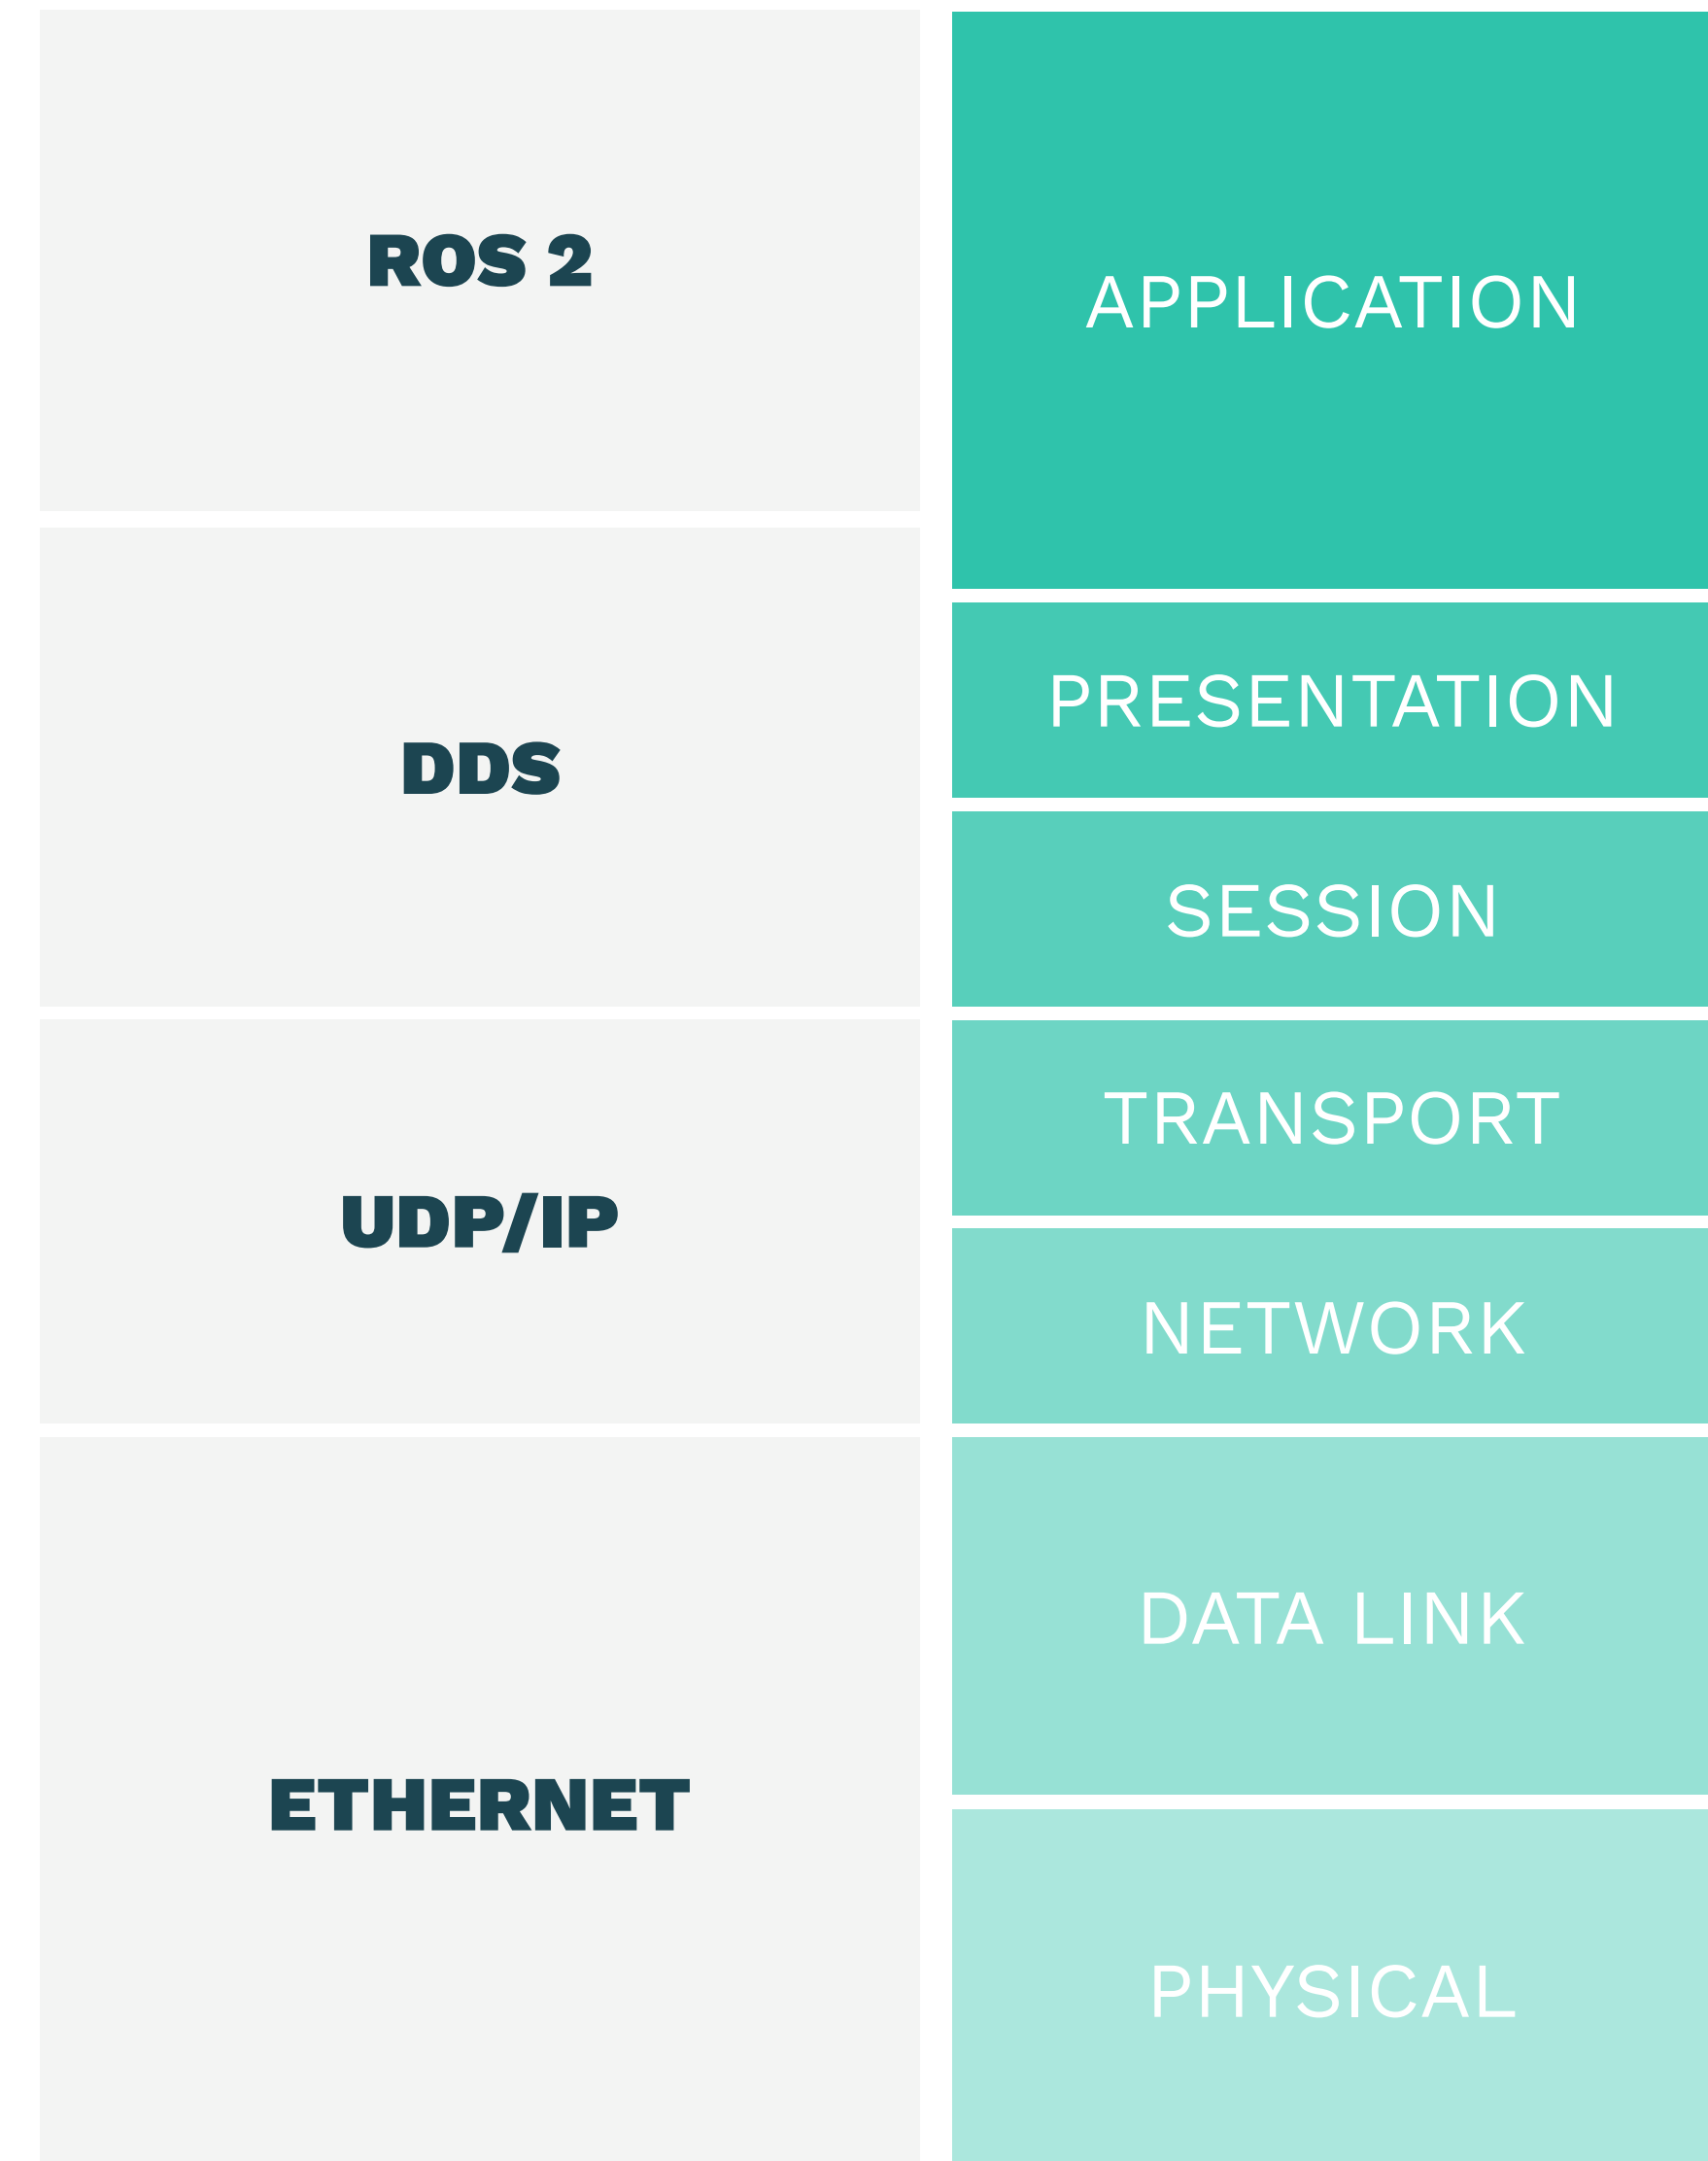 ROS 2
APPLICATION
PRESENTATION
DDS
SESSION
TRANSPORT
UDP/IP
NETWORK
DATA LINK
ETHERNET
PHYSICAL